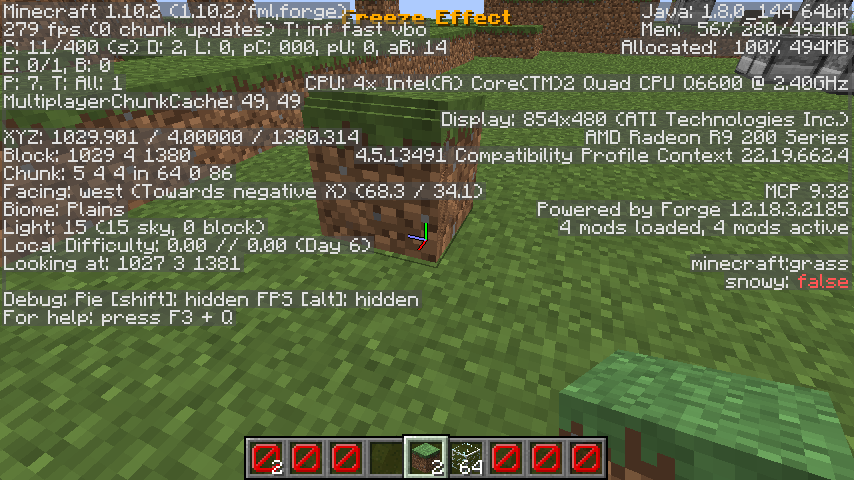 Minecraft 1.10.2 (1.10.2/fml,forge)
279 fps (0 chunk updates) T: inf fast vbo
C: 11/400 (s) D: 2, L: 0, pC: 000, pU: 0, aB: 14
E: 0/1, B: 0
P: 7. T: All: 1
MultiplayerChunkCache: 49, 49
XYZ: 1029.901 / 4.00000 / 1380.314
Block: 1029 4 1380
Chunk: 5 4 4 in 64 0 86
Facing: west (Towards negative X) (68.3 / 34.1)
Biome: Plains
Light: 15 (15 sky, 0 block)
Local Difficulty: 0.00 // 0.00 (Day 6)
Looking at: 1027 3 1381
Debug: Pie [shift]: hidden FPS [alt]: hidden
For help: press F3 + Q
Freeze Effect
Java: 1.8.0_144 64bit
Mem: 56% 280/494MB
Allocated: 100% 494MB
CPU: 4x Intel(R) Core(TM)2 Quad CPU Q6600 @ 2.40GHz
Display: 854x480 (ATI Technologies Inc.)
AMD Radeon R9 200 Series
4.5.13491 Compatibility Profile Context 22.19.662.4
MCP 9.32
Powered by Forge 12.18.3.2185
4 mods loaded, 4 mods active
minecraft:grass
snowy: false
2
2
64